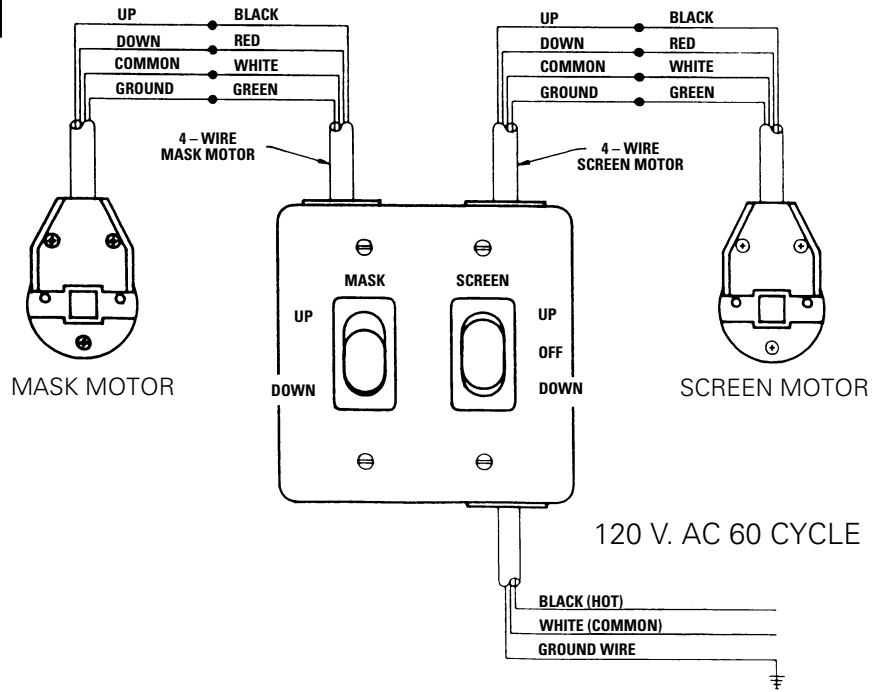 UP BLACK
DOWN RED
COMMON WHITE
GROUND GREEN
4 – WIRE
MASK MOTOR
UP BLACK
DOWN RED
COMMON WHITE
GROUND GREEN
4 – WIRE
SCREEN MOTOR
MASK
UP
DOWN
SCREEN
UP
OFF
DOWN
MASK MOTOR
SCREEN MOTOR
120 V. AC 60 CYCLE
BLACK (HOT)
WHITE (COMMON)
GROUND WIRE